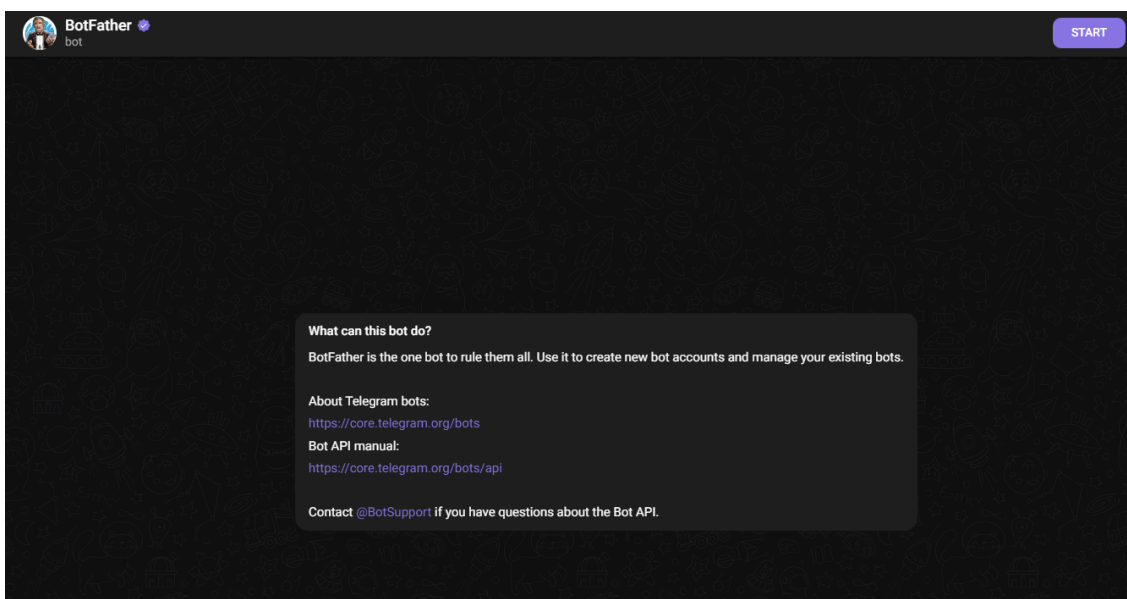 BotFather
bot
START
What can this bot do?
BotFather is the one bot to rule them all. Use it to create new bot accounts and manage your existing bots.
About Telegram bots:
https://core.telegram.org/bots
Bot API manual:
https://core.telegram.org/bots/api
Contact @BotSupport if you have questions about the Bot API.